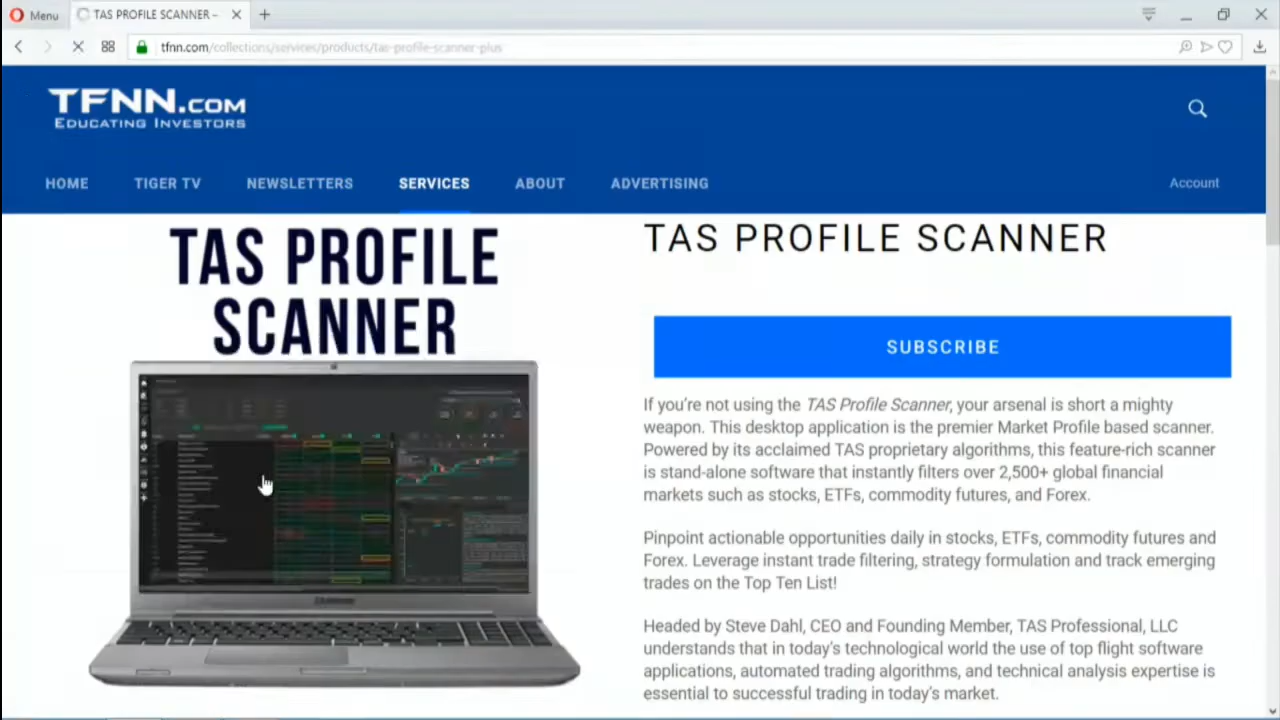 Menu
TAS PROFILE SCANNER –
tfnn.com/collections/services/products/tas-profile-scanner-plus
TFNN.COM
EDUCATING INVESTORS
HOME
TIGER TV
NEWSLETTERS
SERVICES
ABOUT
ADVERTISING
Account
TAS PROFILE
SCANNER
TAS PROFILE SCANNER
SUBSCRIBE
If you're not using the TAS Profile Scanner, your arsenal is short a mighty
weapon. This desktop application is the premier Market Profile based scanner.
Powered by its acclaimed TAS proprietary algorithms, this feature-rich scanner
is stand-alone software that instantly filters over 2,500+ global financial
markets such as stocks, ETFs, commodity futures, and Forex.
Pinpoint actionable opportunities daily in stocks, ETFs, commodity futures and
Forex. Leverage instant trade filtering, strategy formulation and track emerging
trades on the Top Ten List!
Headed by Steve Dahl, CEO and Founding Member, TAS Professional, LLC
understands that in today's technological world the use of top flight software
applications, automated trading algorithms, and technical analysis expertise is
essential to successful trading in today's market.